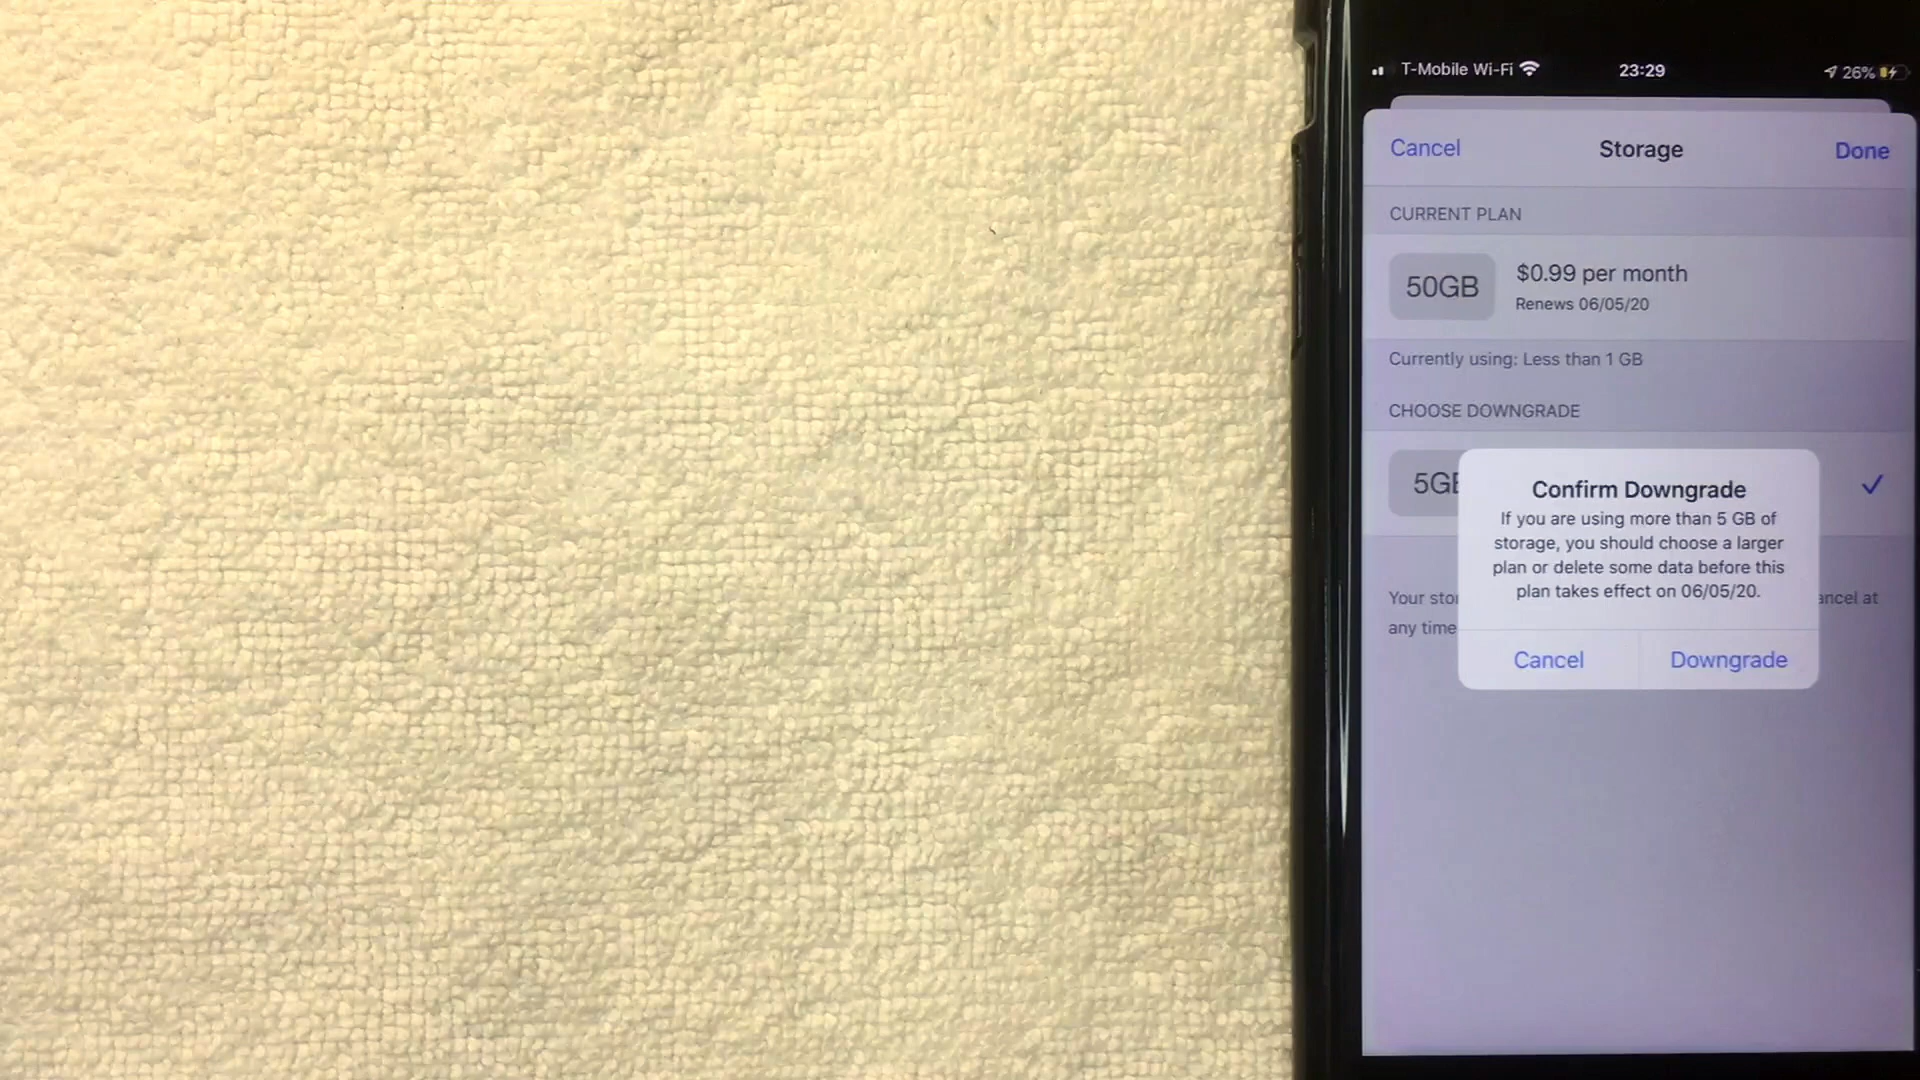 T-Mobile Wi-Fi 23:29 26%
Cancel Storage Done
CURRENT PLAN
50GB $0.99 per month
Renews 06/05/20
Currently using: Less than 1 GB
CHOOSE DOWNGRADE
Confirm Downgrade
If you are using more than 5 GB of
storage, you should choose a larger
plan or delete some data before this
plan takes effect on 06/05/20.
Your
any time
Cancel Downgrade